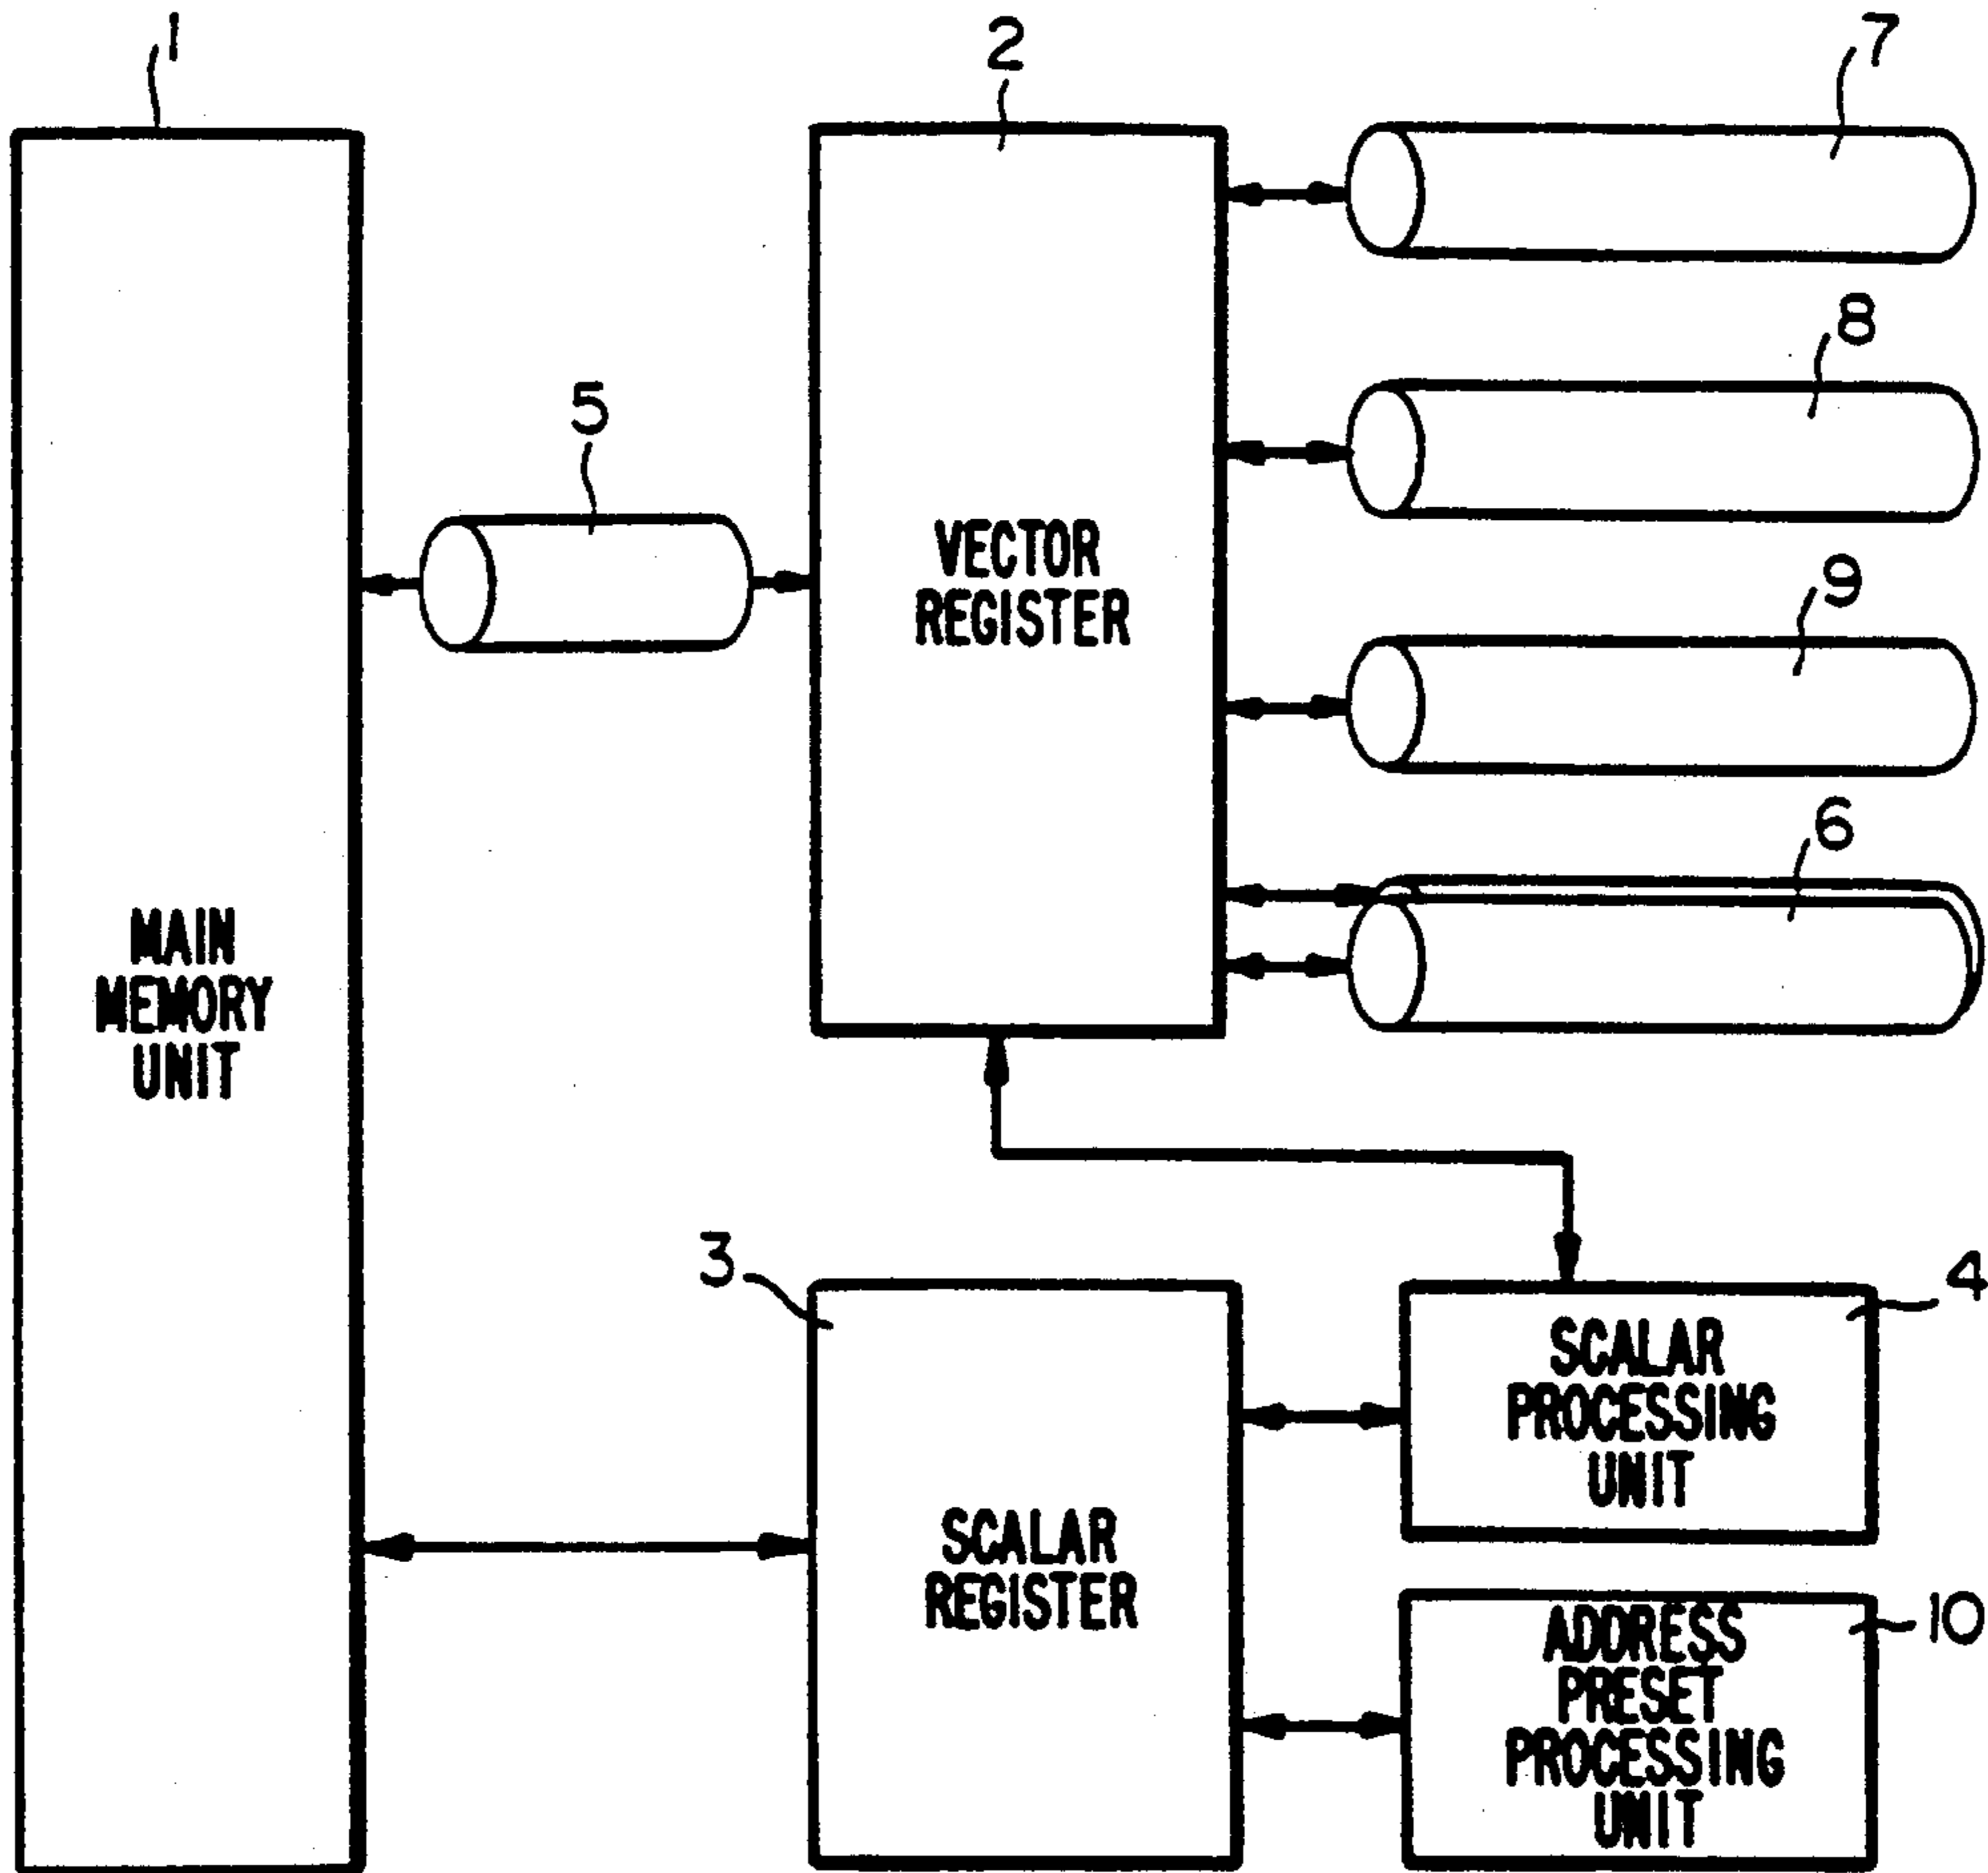 1
2
7
8
5
9
VECTOR
REGISTER
6
MAIN
MEMORY
UNIT
3
4
SCALAR
PROCESSING
UNIT
SCALAR
REGISTER
10
ADDRESS
PRESET
PROCESSING
UNIT